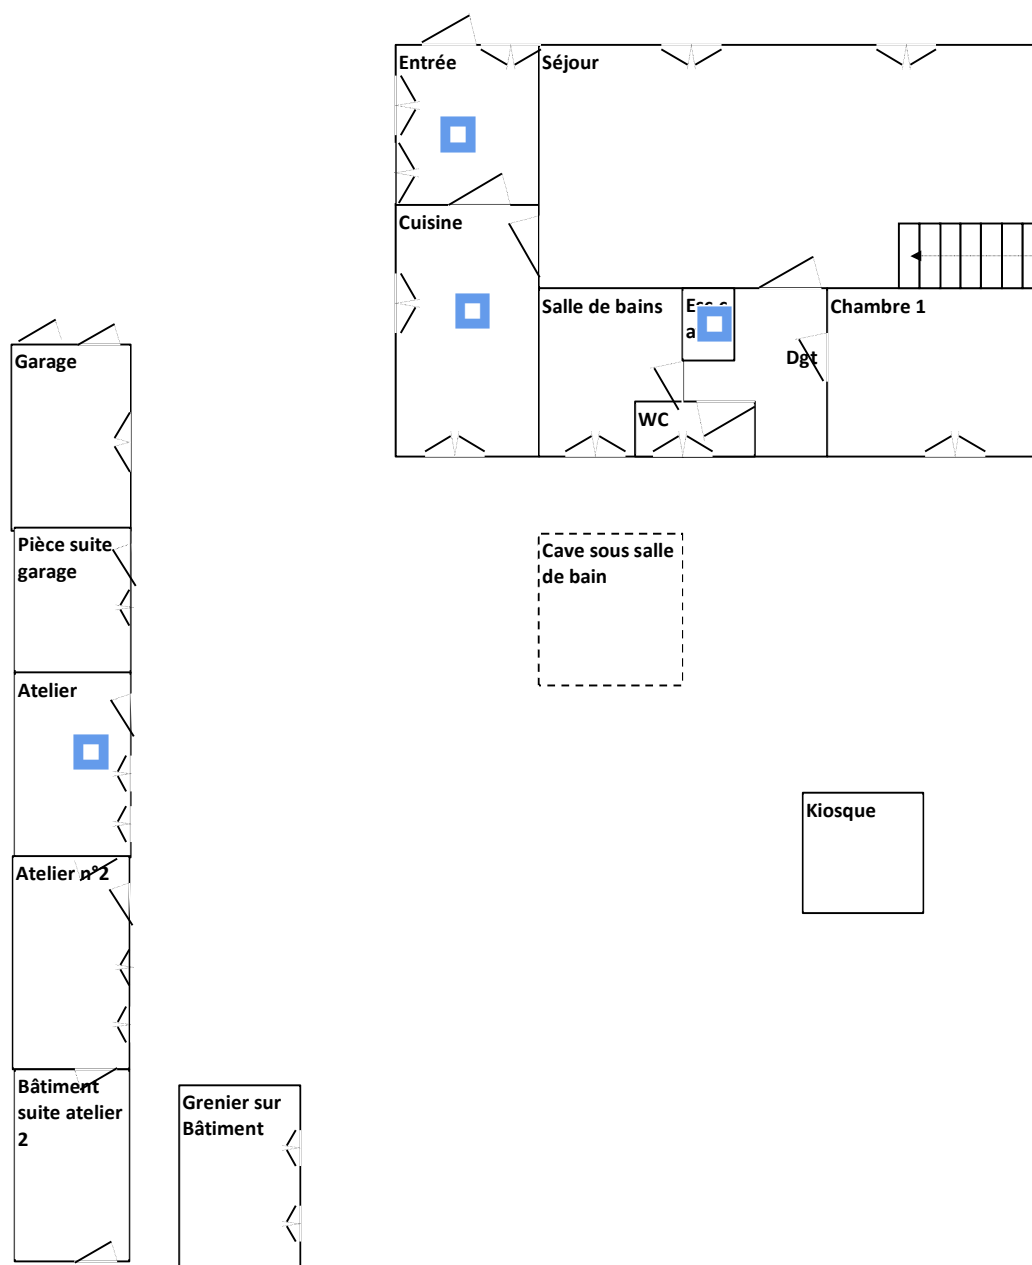 Entrée
Séjour
Cuisine
Salle de bains
Chambre 1
Dgt
WC
Garage
Pièce suite
garage
Cave sous salle
de bain
Atelier
Kiosque
Atelier n°2
Bâtiment
suite atelier
2
Grenier sur
Bâtiment